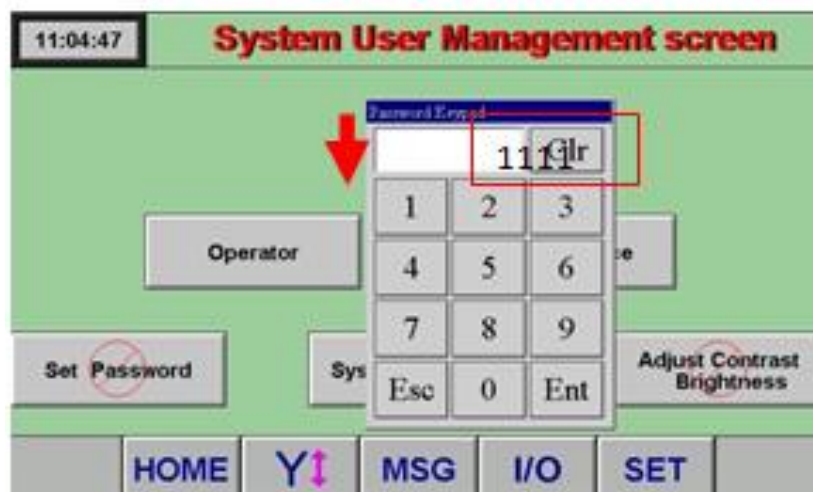 11:04:47 System User Management screen
Password Keypad
1111 Clr
1 2 3
Operator
4 5 6
7 8 9
Set Password
Adjust Contrast
Brightness
Esc 0 Ent
HOME Y MSG I/O SET